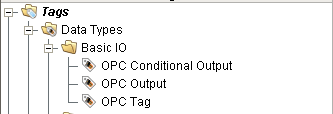 Tags
Data Types
Basic IO
OPC Conditional Output
OPC Output
OPC Tag